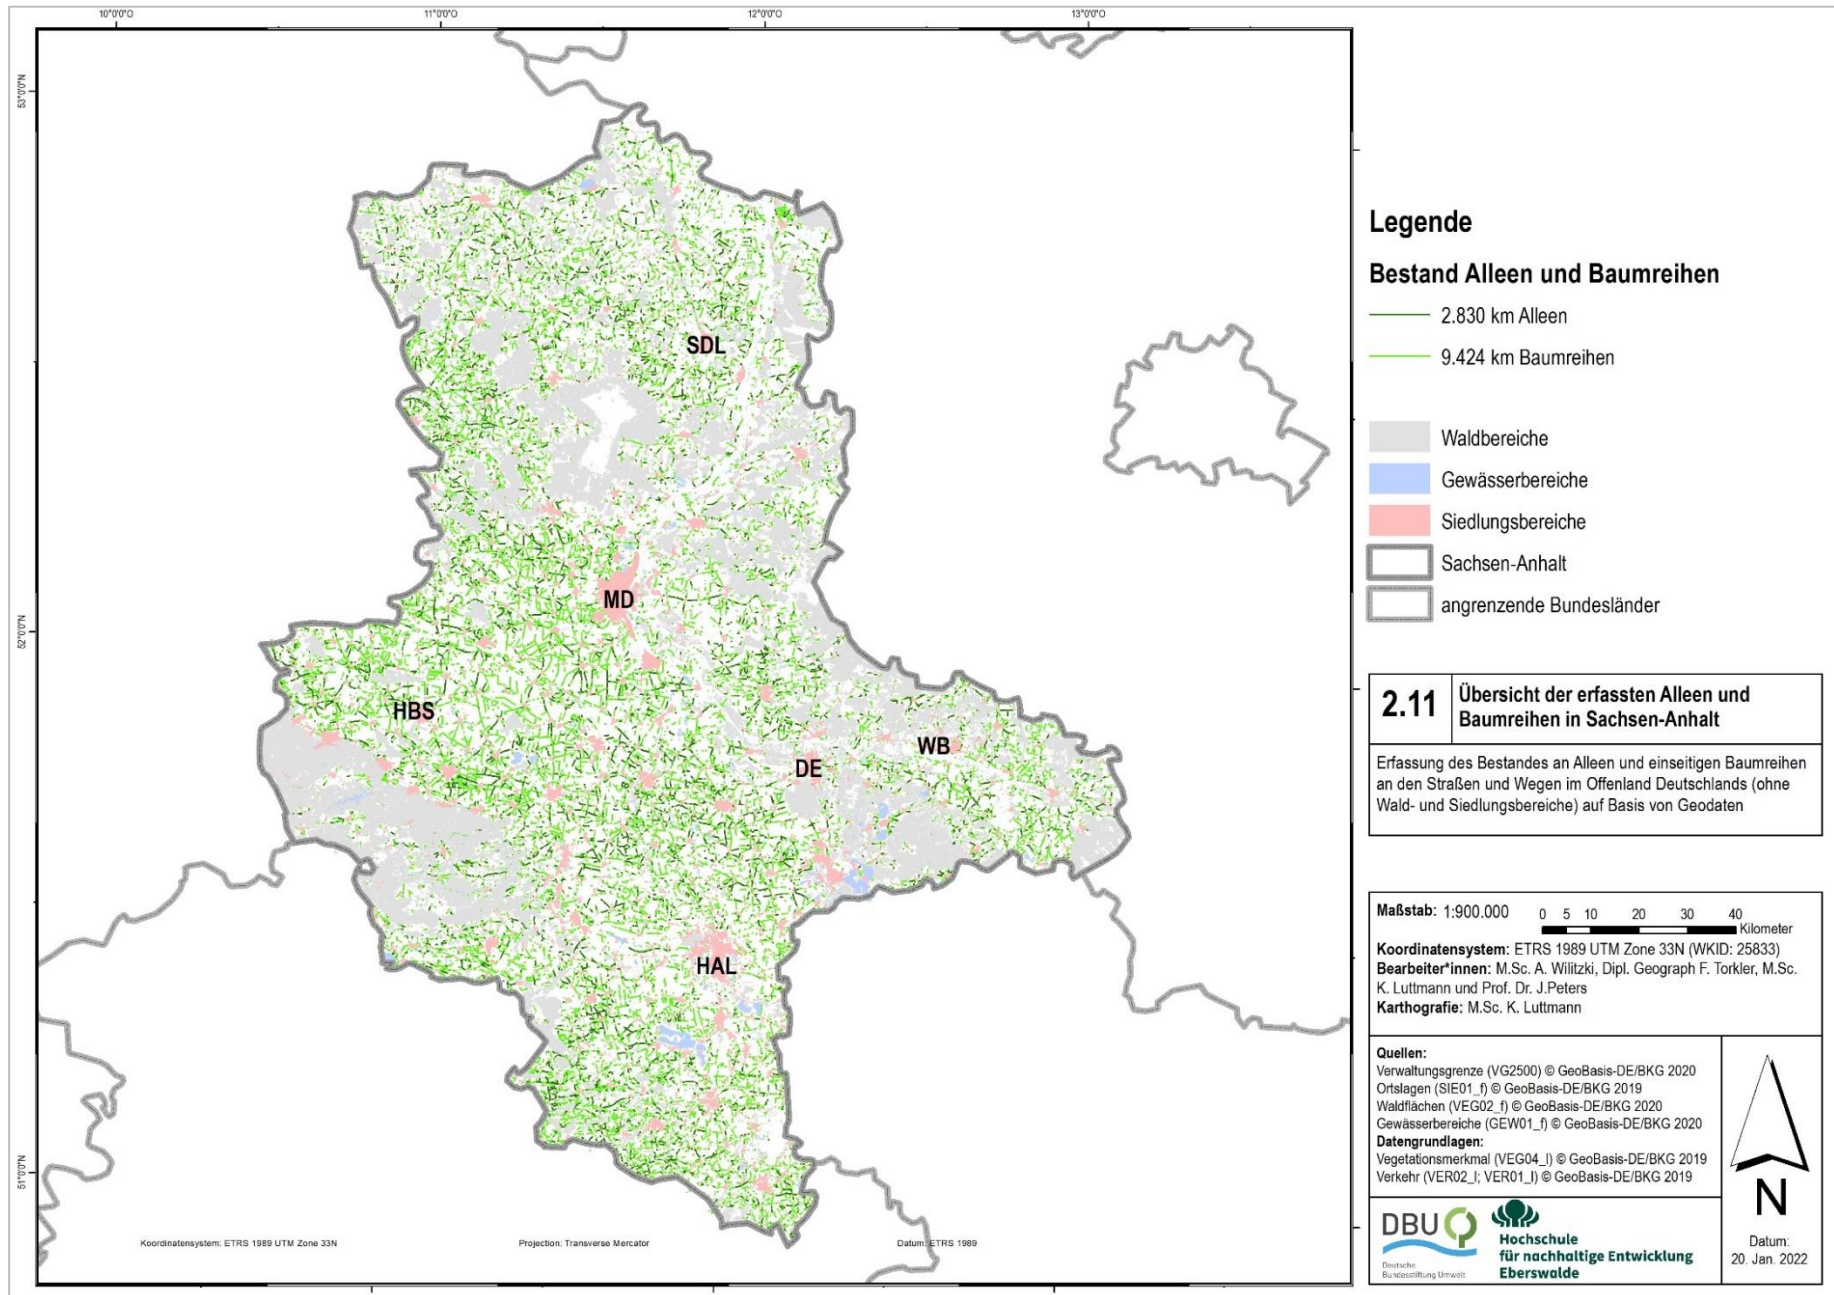 10°0'0"O
11°0'0"O
12°0'0"O
13°0'0"O
53°0'0"N
52°0'0"N
51°0'0"N
SDL
MD
HBS
WB
DE
HAL
Koordinatensystem: ETRS 1989 UTM Zone 33N
Projection: Transverse Mercator
Datum: ETRS 1989
Legende
Bestand Alleen und Baumreihen
2.830 km Alleen
9.424 km Baumreihen
Waldbereiche
Gewässerbereiche
Siedlungsbereiche
Sachsen-Anhalt
angrenzende Bundesländer
2.11
Übersicht der erfassten Alleen und
Baumreihen in Sachsen-Anhalt
Erfassung des Bestandes an Alleen und einseitigen Baumreihen
an den Straßen und Wegen im Offenland Deutschlands (ohne
Wald- und Siedlungsbereiche) auf Basis von Geodaten
Maßstab: 1:900.000
0 5 10 20 30 40
Kilometer
Koordinatensystem: ETRS 1989 UTM Zone 33N (WKID: 25833)
Bearbeiter*innen: M.Sc. A. Wilitzki, Dipl. Geograph F. Torkler, M.Sc.
K. Luttmann und Prof. Dr. J.Peters
Karthografie: M.Sc. K. Luttmann
Quellen:
Verwaltungsgrenze (VG2500) © GeoBasis-DE/BKG 2020
Ortslagen (SIE01_f) © GeoBasis-DE/BKG 2019
Waldflächen (VEG02_f) © GeoBasis-DE/BKG 2020
Gewässerbereiche (GEW01_f) © GeoBasis-DE/BKG 2020
Datengrundlagen:
Vegetationsmerkmal (VEG04_l) © GeoBasis-DE/BKG 2019
Verkehr (VER02_l; VER01_l) © GeoBasis-DE/BKG 2019
N
Datum:
20. Jan. 2022
DBU
Deutsche
Bundesstiftung Umwelt
Hochschule
für nachhaltige Entwicklung
Eberswalde